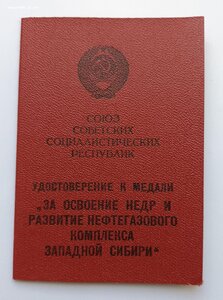 СОЮЗ
СОВЕТСКИХ
СОЦИАЛИСТИЧЕСКИХ
РЕСПУБЛИК
УДОСТОВЕРЕНИЕ К МЕДАЛИ
„ЗА ОСВОЕНИЕ НЕДР И
РАЗВИТИЕ НЕФТЕГАЗОВОГО
КОМПЛЕКСА
ЗАПАДНОЙ СИБИРИ“